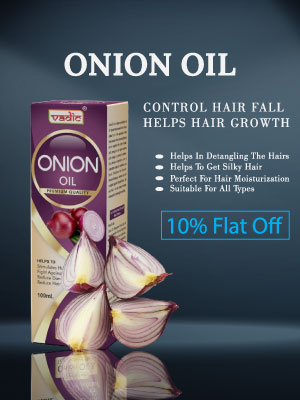 ONION OIL
CONTROL HAIR FALL
HELPS HAIR GROWTH
Helps In Detangling The Hairs
Helps To Get Silky Hair
Perfect For Hair Moisturization
Suitable For All Types
10% Flat Off
vadic
ONION
OIL
PREMIUM QUALITY
HELPS TO:
100ml.